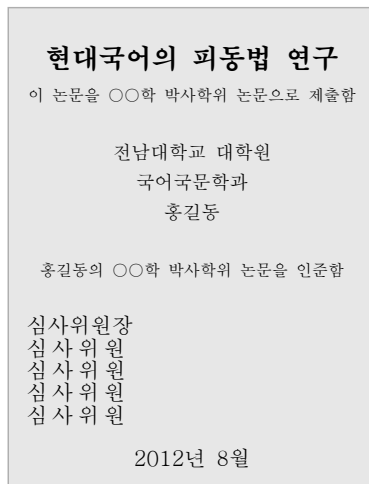 현대국어의 피동법 연구
이 논문을 ○○학 박사학위 논문으로 제출함
전남대학교 대학원
국어국문학과
홍길동
홍길동의 ○○학 박사학위 논문을 인준함
심사위원장
심 사 위 원
심 사 위 원
심 사 위 원
심 사 위 원
2012년 8월